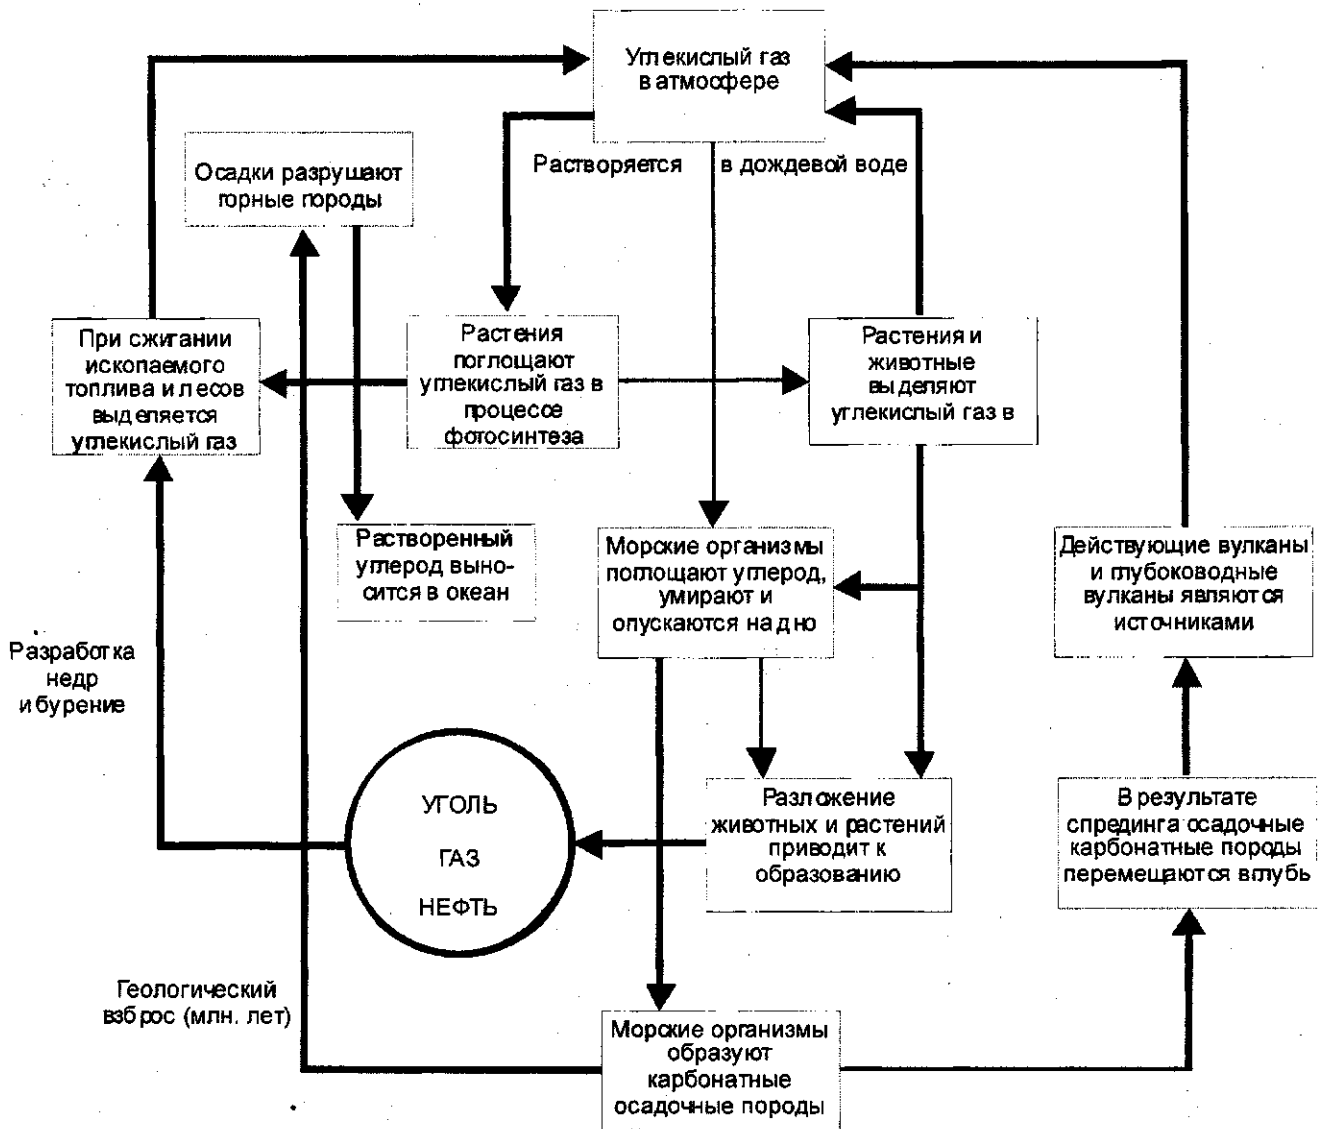 Углекислый газ
в атмосфере
Растворяется в дождевой воде
Осадки разрушают
горные породы
При сжигании
ископаемого
топлива и лесов
выделяется
углекислый газ
Растения
поглощают
углекислый газ в
процессе
фотосинтеза
Растения и
животные
выделяют
углекислый газ в
Растворенный
углерод выно-
сится в океан
Морские организмы
поглощают углерод,
умирают и
опускаются на дно
Действующие вулканы
и глубоководные
вулканы являются
источниками
Разработка
недр
и бурение
УГОЛЬ
ГАЗ
НЕФТЬ
Разложение
животных и растений
приводит к
образованию
В результате
спрединга осадочные
карбонатные породы
перемещаются вглубь
Геологический
взброс (млн. лет)
Морские организмы
образуют
карбонатные
осадочные породы